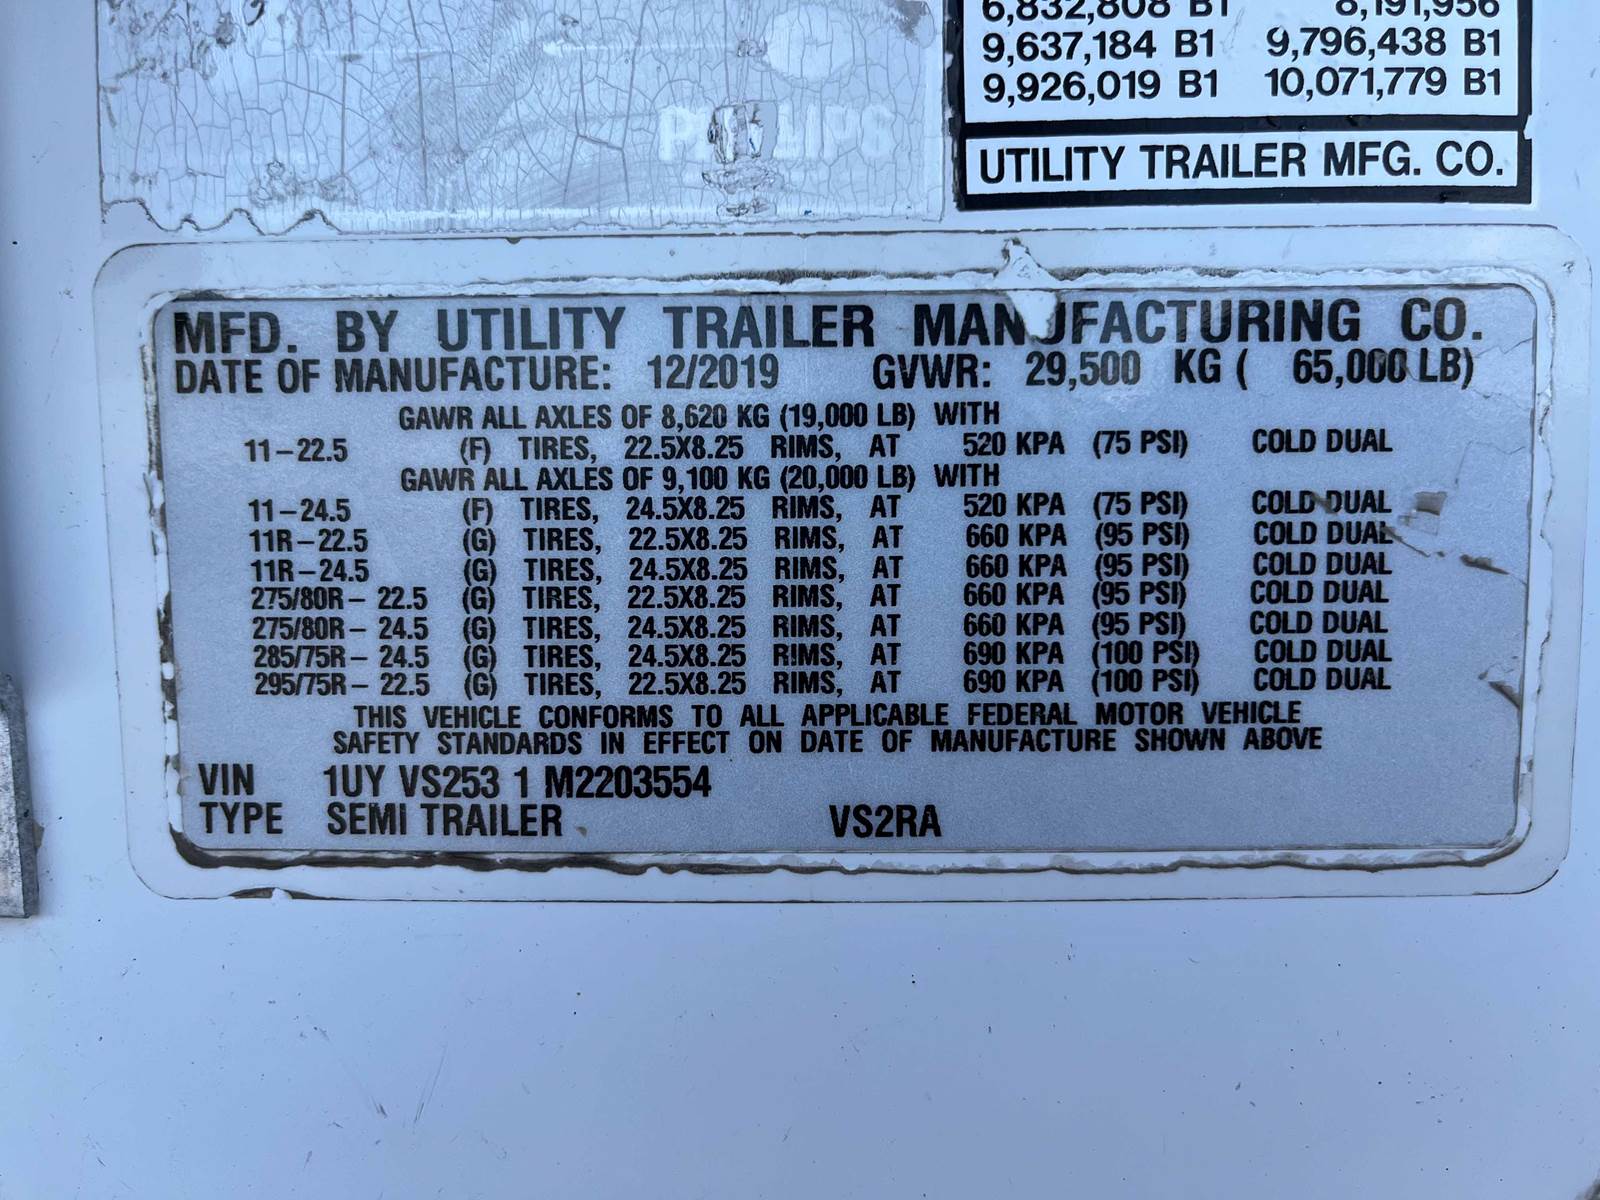 6,832,808 B1 8,191,956
9,637,184 B1 9,796,438 B1
9,926,019 B1 10,071,779 B1
UTILITY TRAILER MFG. CO.
MFD. BY UTILITY TRAILER MANUFACTURING CO.
DATE OF MANUFACTURE: 12/2019 GVWR: 29,500 KG ( 65,000 LB)
GAWR ALL AXLES OF 8,620 KG (19,000 LB) WITH
11–22.5 (F) TIRES, 22.5X8.25 RIMS, AT 520 KPA (75 PSI) COLD DUAL
GAWR ALL AXLES OF 9,100 KG (20,000 LB) WITH
11–24.5 (F) TIRES, 24.5X8.25 RIMS, AT 520 KPA (75 PSI) COLD DUAL
11R–22.5 (G) TIRES, 22.5X8.25 RIMS, AT 660 KPA (95 PSI) COLD DUAL
11R–24.5 (G) TIRES, 24.5X8.25 RIMS, AT 660 KPA (95 PSI) COLD DUAL
275/80R– 22.5 (G) TIRES, 22.5X8.25 RIMS, AT 660 KPA (95 PSI) COLD DUAL
275/80R– 24.5 (G) TIRES, 24.5X8.25 RIMS, AT 660 KPA (95 PSI) COLD DUAL
285/75R– 24.5 (G) TIRES, 24.5X8.25 RIMS, AT 690 KPA (100 PSI) COLD DUAL
295/75R– 22.5 (G) TIRES, 22.5X8.25 RIMS, AT 690 KPA (100 PSI) COLD DUAL
THIS VEHICLE CONFORMS TO ALL APPLICABLE FEDERAL MOTOR VEHICLE
SAFETY STANDARDS IN EFFECT ON DATE OF MANUFACTURE SHOWN ABOVE
VIN 1UY VS253 1 M2203554
TYPE SEMI TRAILER VS2RA